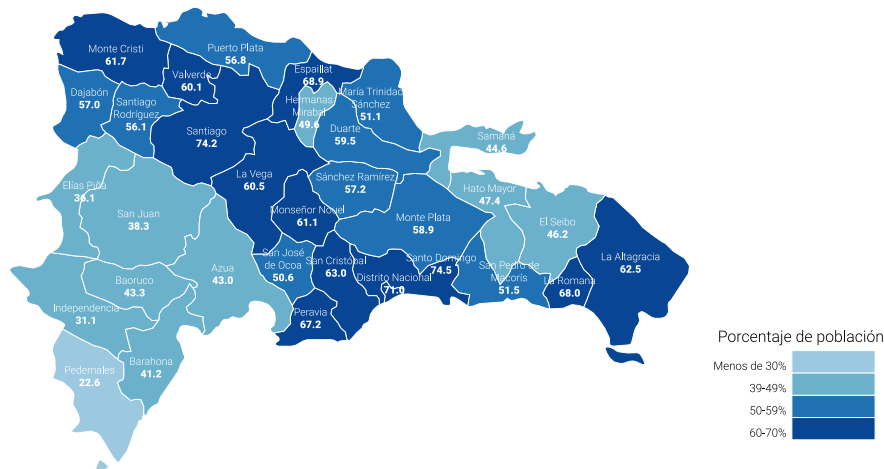 Monte Cristi
61.7
Puerto Plata
56.8
Valverde
60.1
Espaillat
68.9
Dajabón
57.0
Santiago
Rodríguez
56.1
Hermanas
Mirabal
49.6
María Trinidad
Sánchez
51.1
Santiago
74.2
Duarte
59.5
Samaná
44.6
La Vega
60.5
Sánchez Ramírez
57.2
Elías Piña
36.1
Hato Mayor
47.4
San Juan
38.3
Monseñor Nouel
61.1
Monte Plata
58.9
El Seibo
46.2
San José
de Ocoa
50.6
San Cristóbal
63.0
Santo Domingo
74.5
Distrito Nacional
71.0
San Pedro de
Macorís
51.5
La Altagracia
62.5
La Romana
68.0
Azua
43.0
Baoruco
43.3
Independencia
31.1
Peravia
67.2
Barahona
41.2
Pedernales
22.6
Porcentaje de población
Menos de 30%
39-49%
50-59%
60-70%